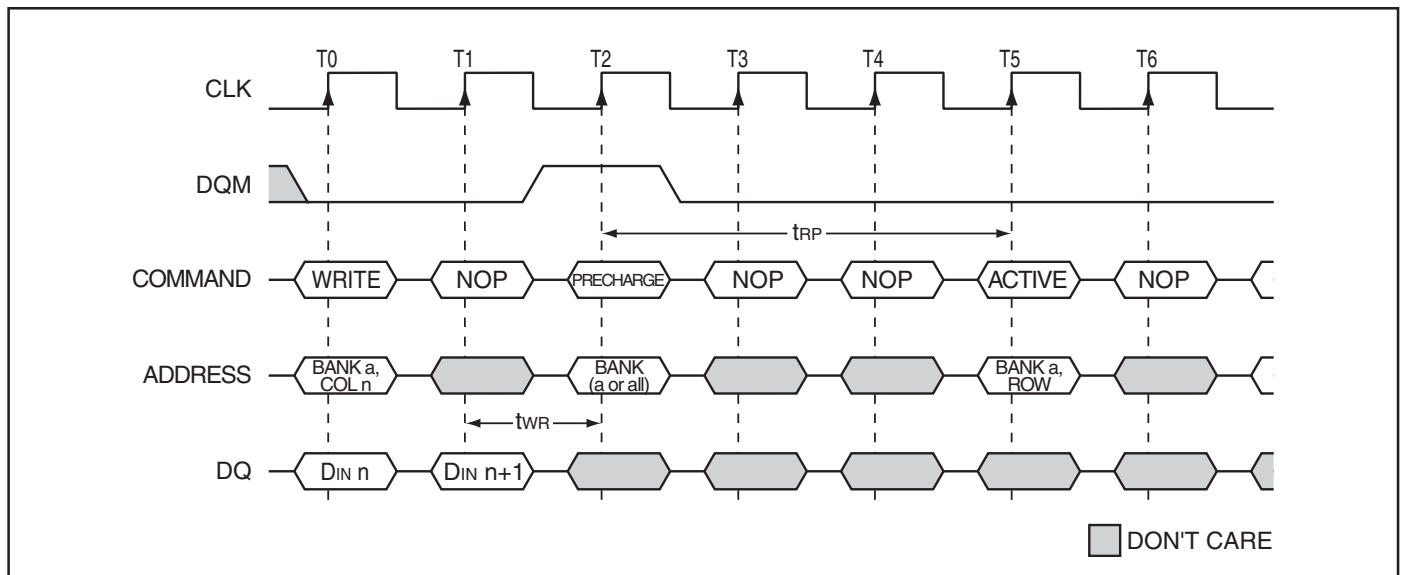 T0 T1 T2 T3 T4 T5 T6
CLK
DQM
tRP
COMMAND WRITE NOP PRECHARGE NOP NOP ACTIVE NOP
ADDRESS
BANK a,
COL n
BANK
(a or all)
BANK a,
ROW
tWR
DQ DIN n DIN n+1
DON'T CARE